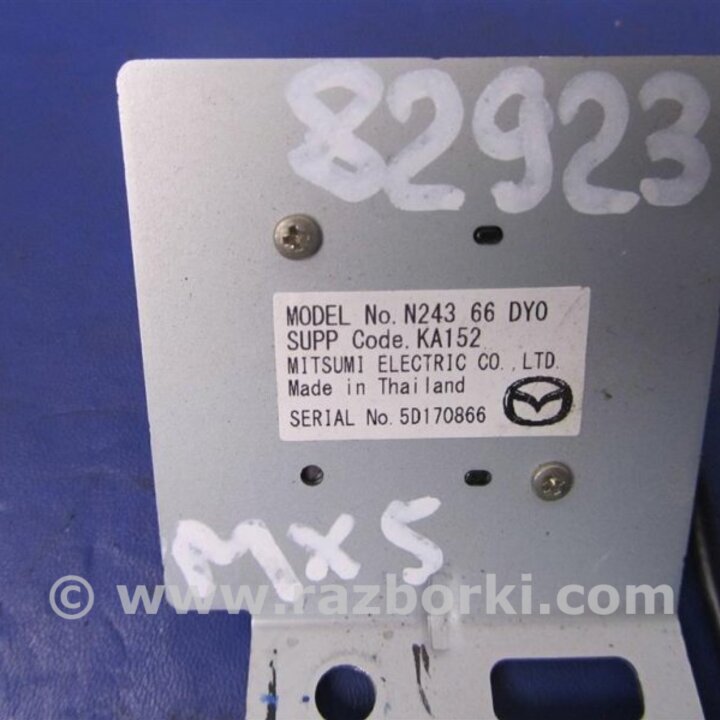 82923
MODEL No. N243 66 DYO
SUPP Code. KA152
MITSUMI ELECTRIC CO., LTD.
Made in Thailand
SERIAL No. 5D170866
MX5
© www.razborki.com